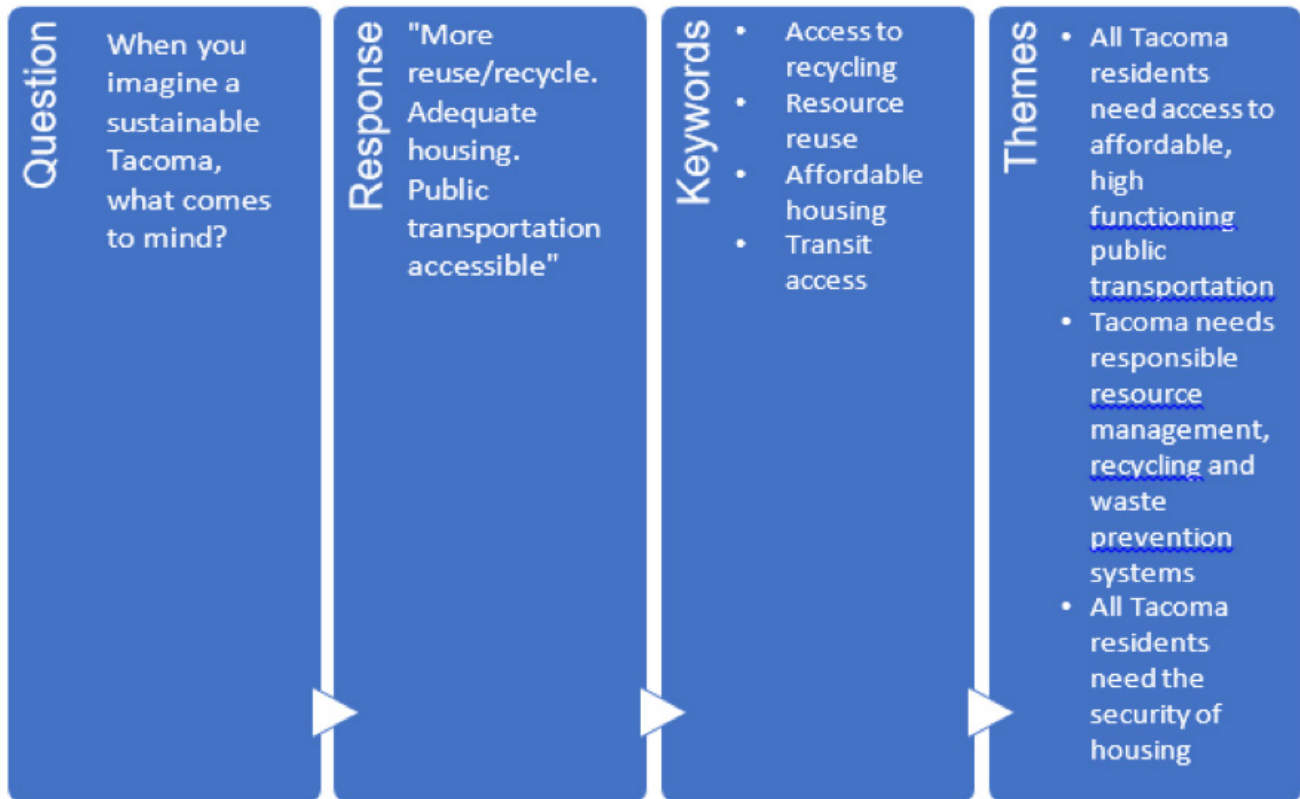 Question
When you
imagine a
sustainable
Tacoma,
what comes
to mind?
Response
"More
reuse/recycle.
Adequate
housing.
Public
transportation
accessible"
Keywords
• Access to
recycling
• Resource
reuse
• Affordable
housing
• Transit
access
Themes
• All Tacoma
residents
need access to
affordable,
high
functioning
public
transportation
• Tacoma needs
responsible
resource
management,
recycling and
waste
prevention
systems
• All Tacoma
residents
need the
security of
housing